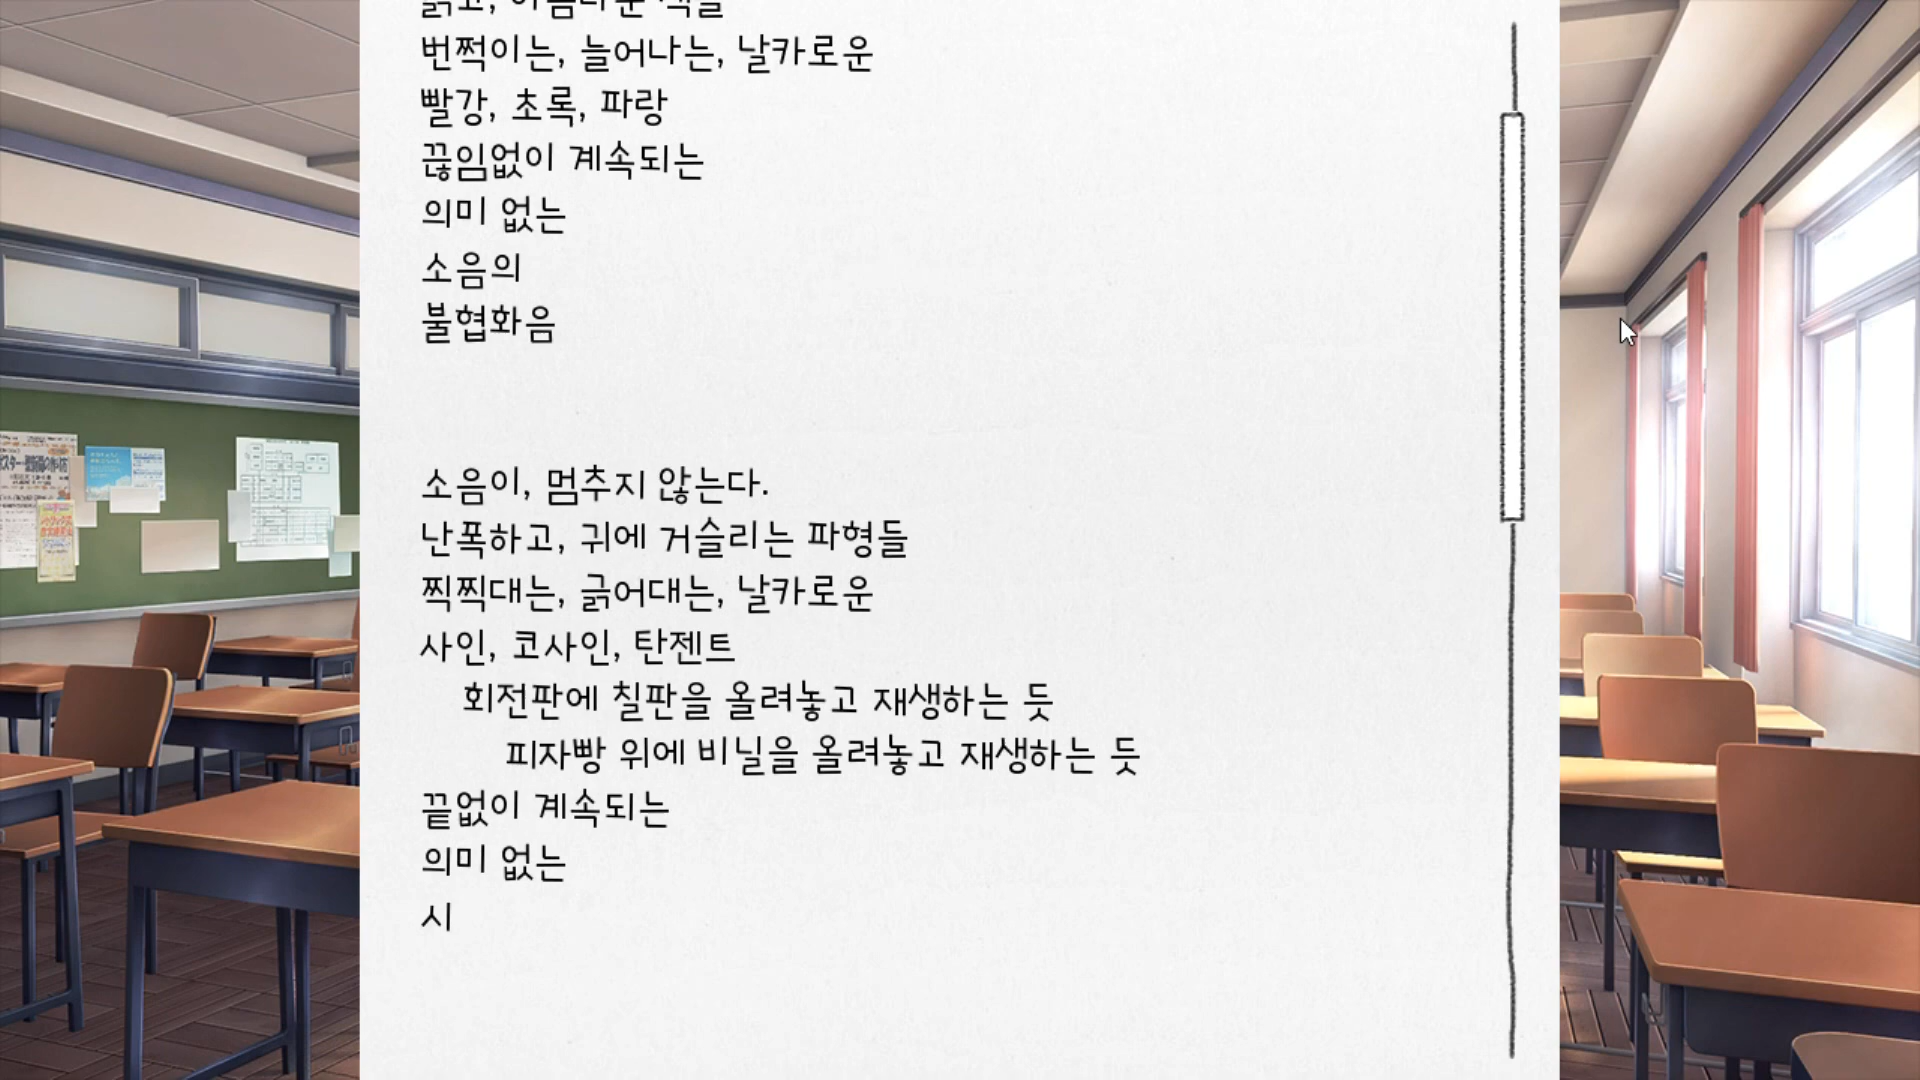 번쩍이는, 늘어나는, 날카로운
빨강, 초록, 파랑
끊임없이 계속되는
의미 없는
소음의
불협화음
소음이, 멈추지 않는다.
난폭하고, 귀에 거슬리는 파형들
찍찍대는, 긁어대는, 날카로운
사인, 코사인, 탄젠트
회전판에 칠판을 올려놓고 재생하는 듯
피자빵 위에 비닐을 올려놓고 재생하는 듯
끝없이 계속되는
의미 없는
시